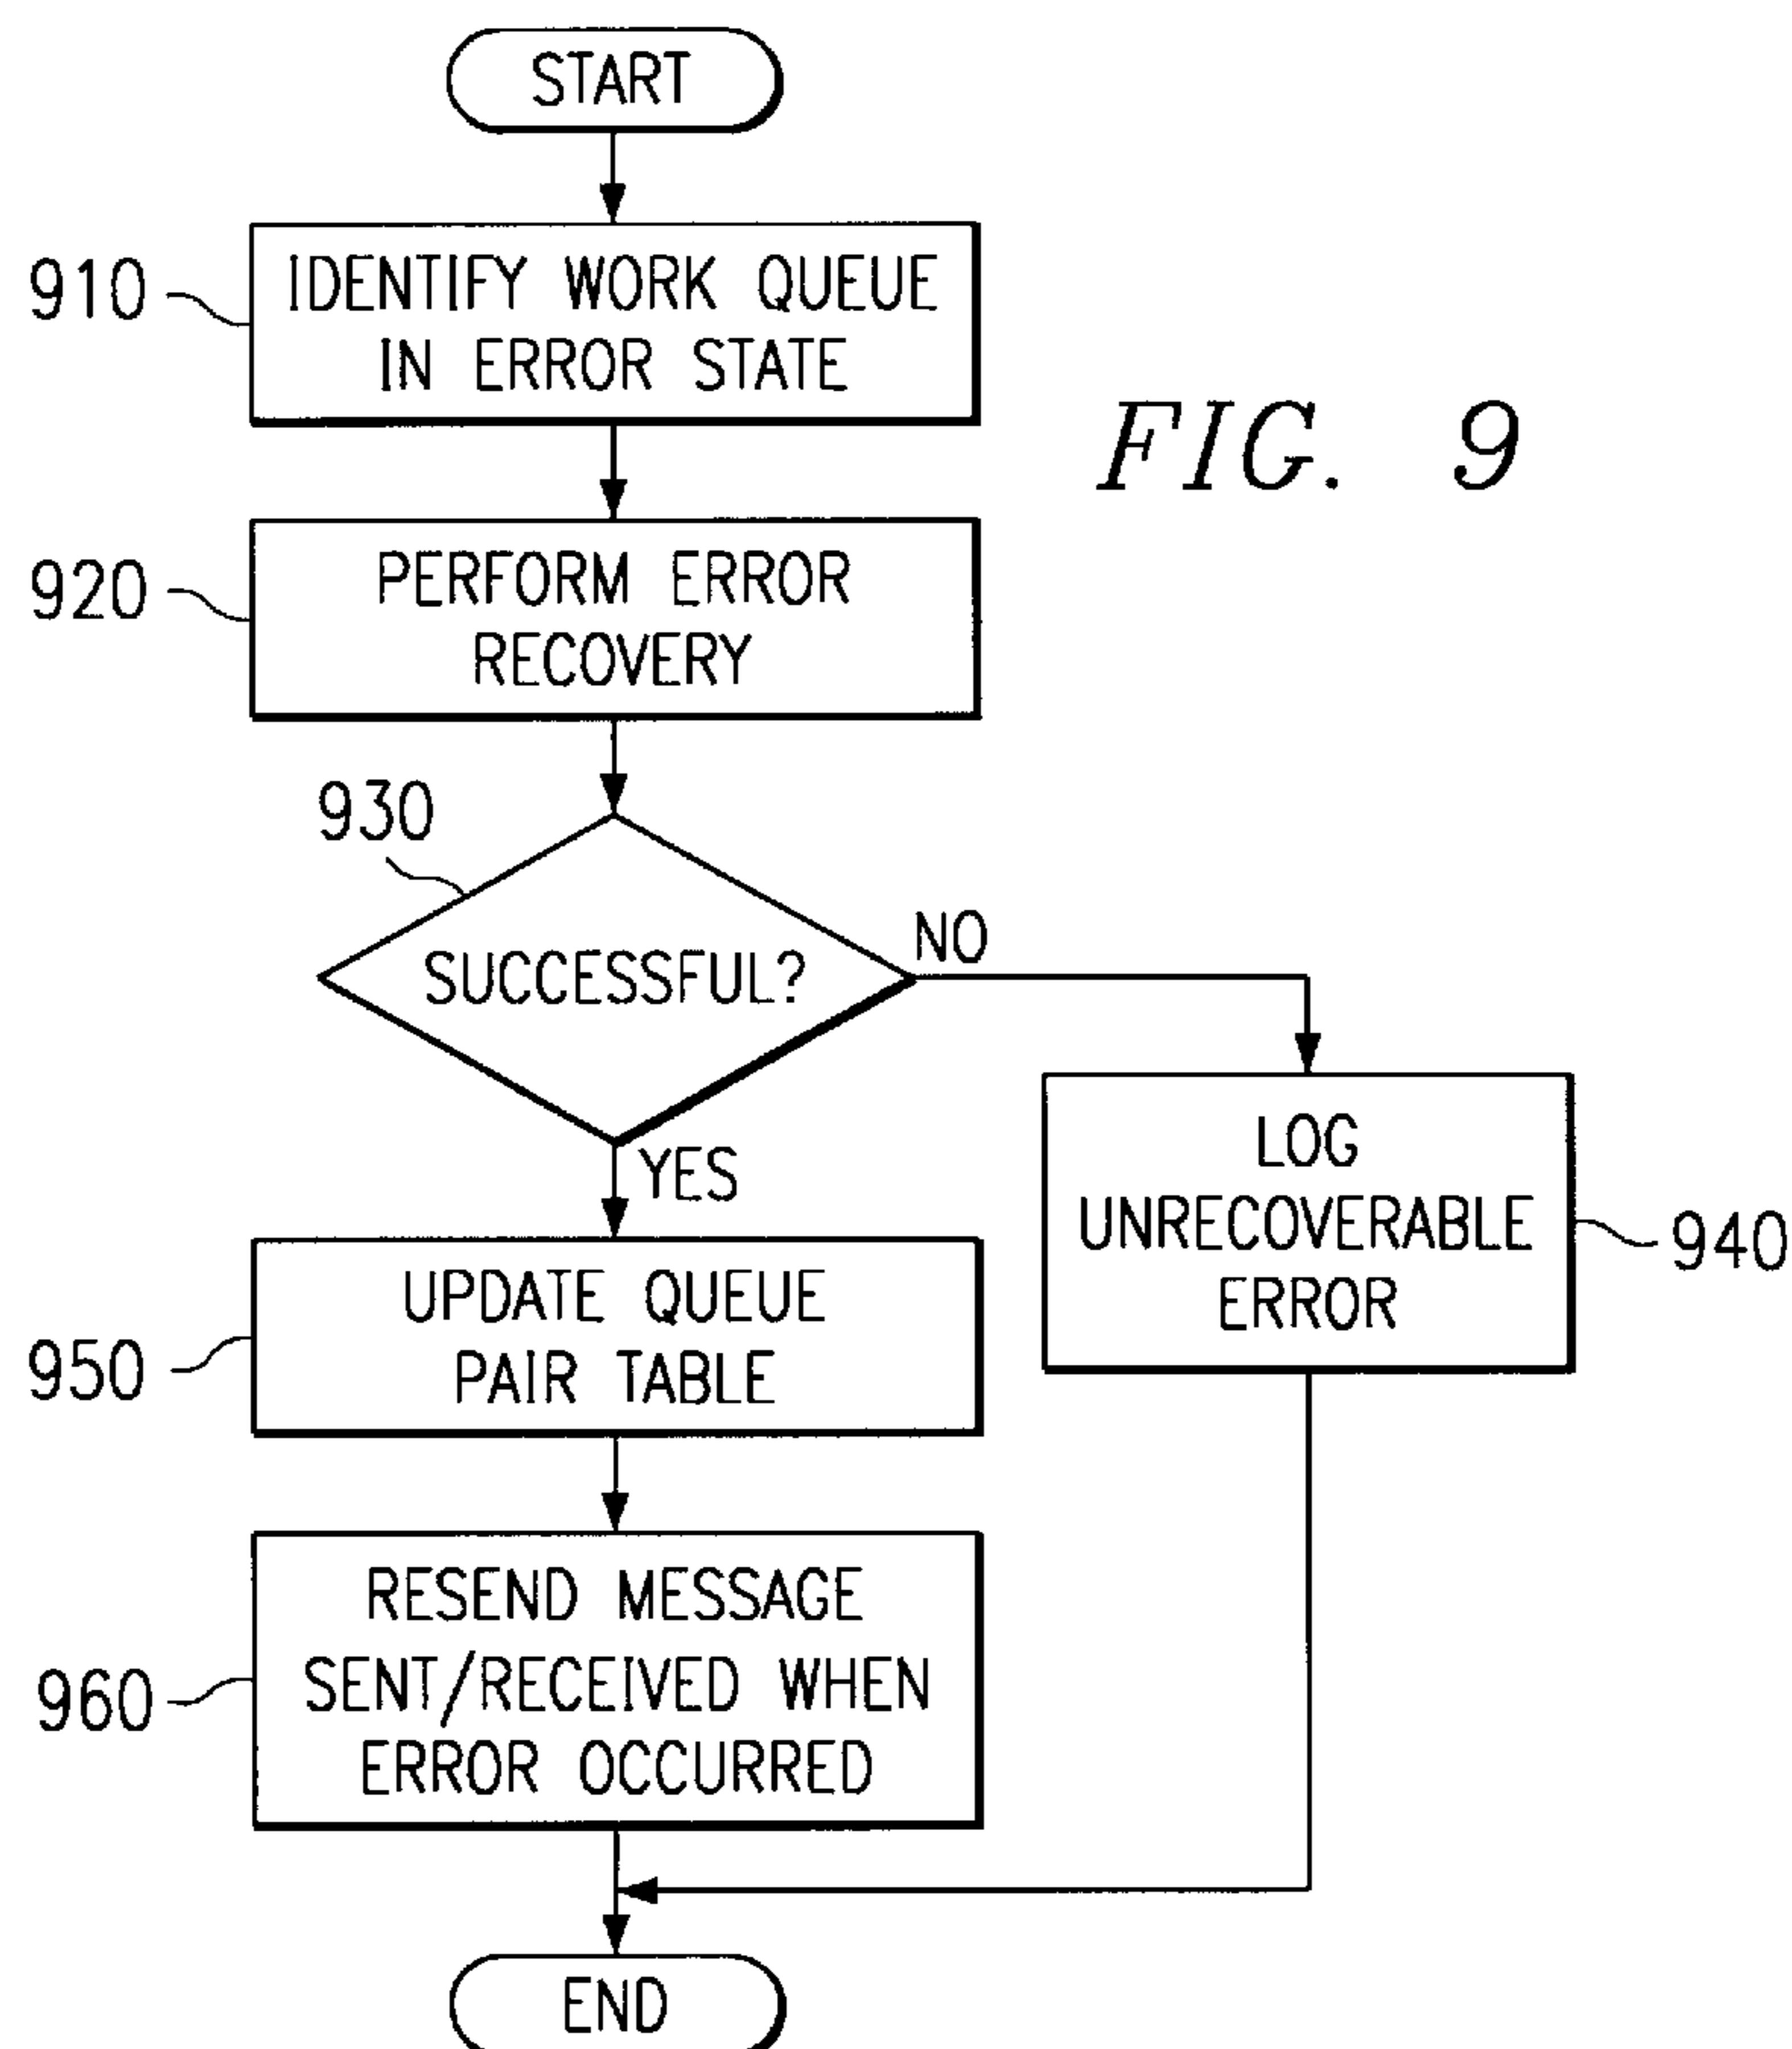 START
910
IDENTIFY WORK QUEUE
IN ERROR STATE
FIG. 9
920
PERFORM ERROR
RECOVERY
930
SUCCESSFUL?
NO
YES
LOG
UNRECOVERABLE
ERROR
940
950
UPDATE QUEUE
PAIR TABLE
960
RESEND MESSAGE
SENT/RECEIVED WHEN
ERROR OCCURRED
END